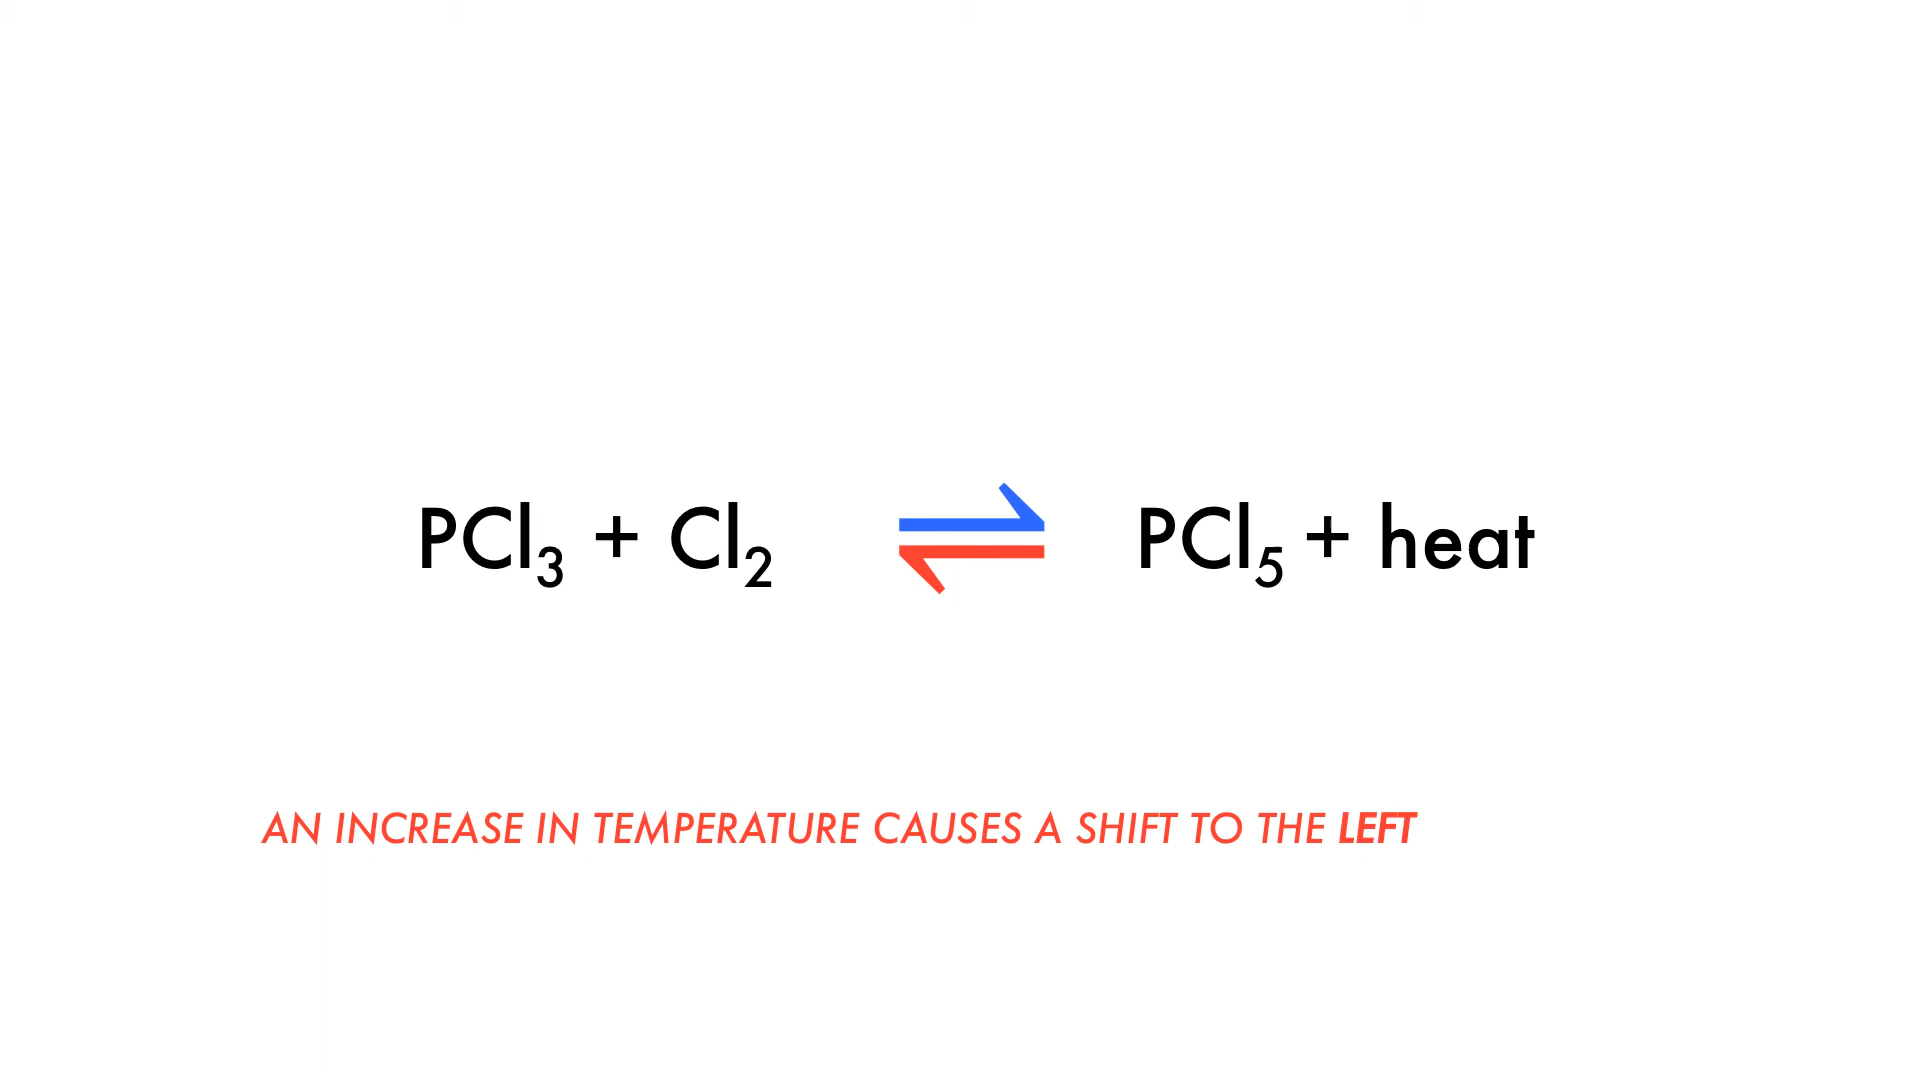 PCl₃ + Cl₂ ⇌ PCl₅ + heat
AN INCREASE IN TEMPERATURE CAUSES A SHIFT TO THE LEFT